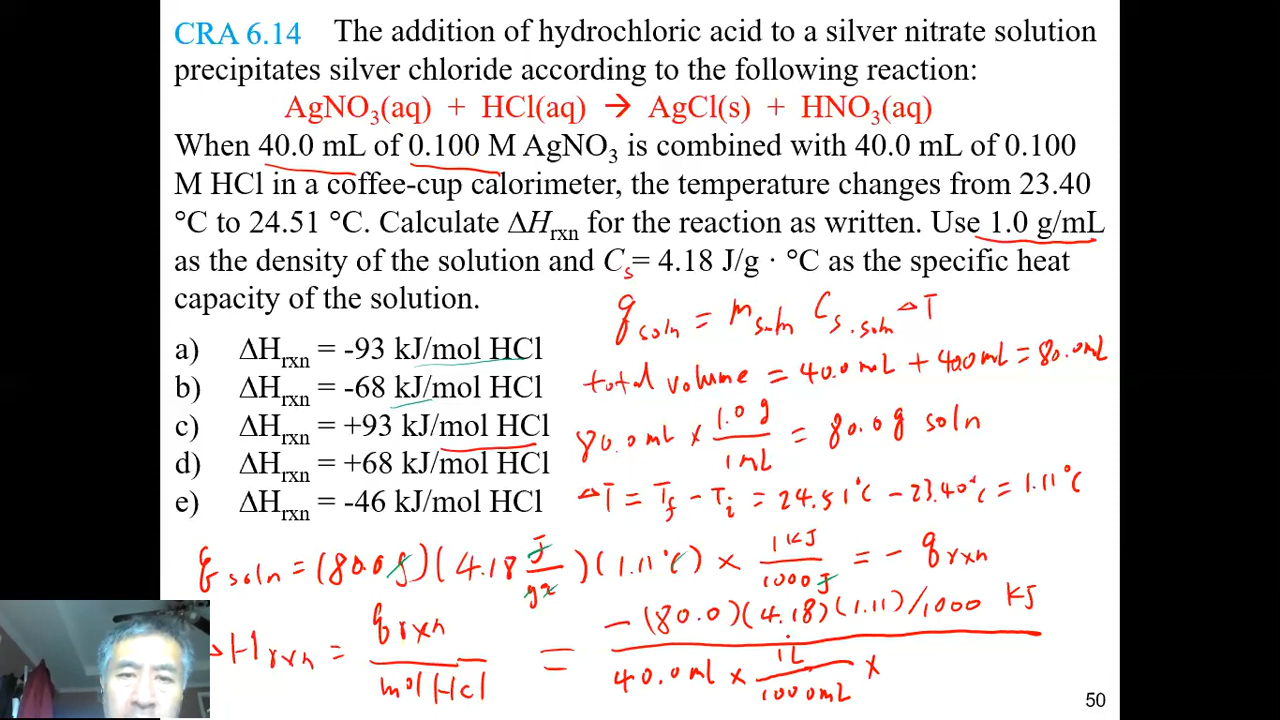 CRA 6.14 The addition of hydrochloric acid to a silver nitrate solution
precipitates silver chloride according to the following reaction:
AgNO₃(aq) + HCl(aq) → AgCl(s) + HNO₃(aq)
When 40.0 mL of 0.100 M AgNO₃ is combined with 40.0 mL of 0.100
M HCl in a coffee-cup calorimeter, the temperature changes from 23.40
°C to 24.51 °C. Calculate ΔHrxn for the reaction as written. Use 1.0 g/mL
as the density of the solution and Cs= 4.18 J/g · °C as the specific heat
capacity of the solution.
a) ΔHrxn = -93 kJ/mol HCl
b) ΔHrxn = -68 kJ/mol HCl
c) ΔHrxn = +93 kJ/mol HCl
d) ΔHrxn = +68 kJ/mol HCl
e) ΔHrxn = -46 kJ/mol HCl
q soln = m soln Cs.soln ΔT
total volume = 40.0 mL + 40.0 mL = 80.0 mL
80.0 mL × 1.0 g / 1 mL = 80.0 g soln
ΔT = Tf - Ti = 24.51°C - 23.40°C = 1.11°C
q soln = (80.0 g)(4.18 J/g°C)(1.11°C) × 1 kJ / 1000 J = - q rxn
ΔH rxn = q rxn / mol HCl = -(80.0)(4.18)(1.11)/1000 kJ / 40.0 ml × 1L / 1000 mL ×
50